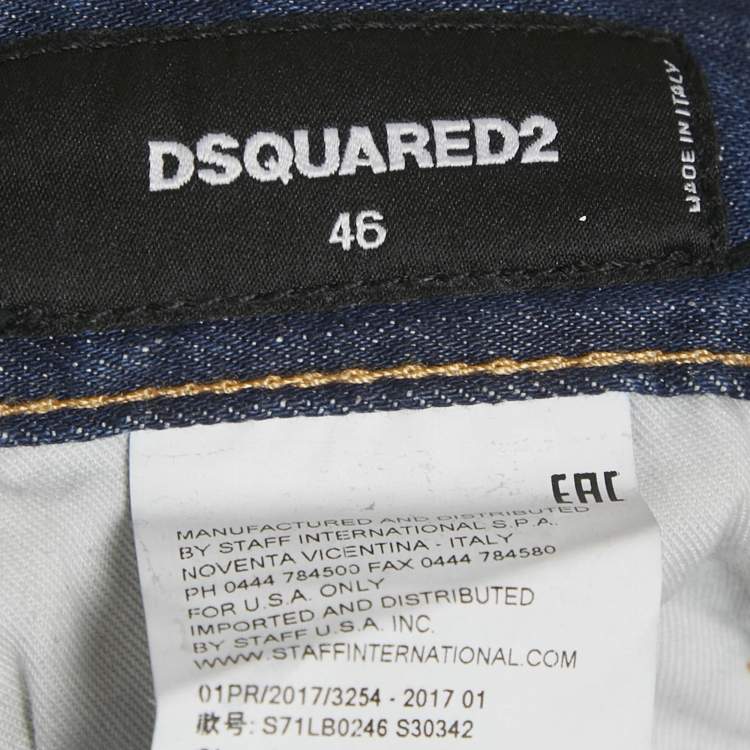 DSQUARED2
46
MADE IN ITALY
EAC
MANUFACTURED AND DISTRIBUTED
BY STAFF INTERNATIONAL S.P.A.
NOVENTA VICENTINA - ITALY
PH 0444 784500 FAX 0444 784580
FOR U.S.A. ONLY
IMPORTED AND DISTRIBUTED
BY STAFF U.S.A. INC.
WWW.STAFFINTERNATIONAL.COM
01PR/2017/3254 - 2017 01
款号: S71LB0246 S30342